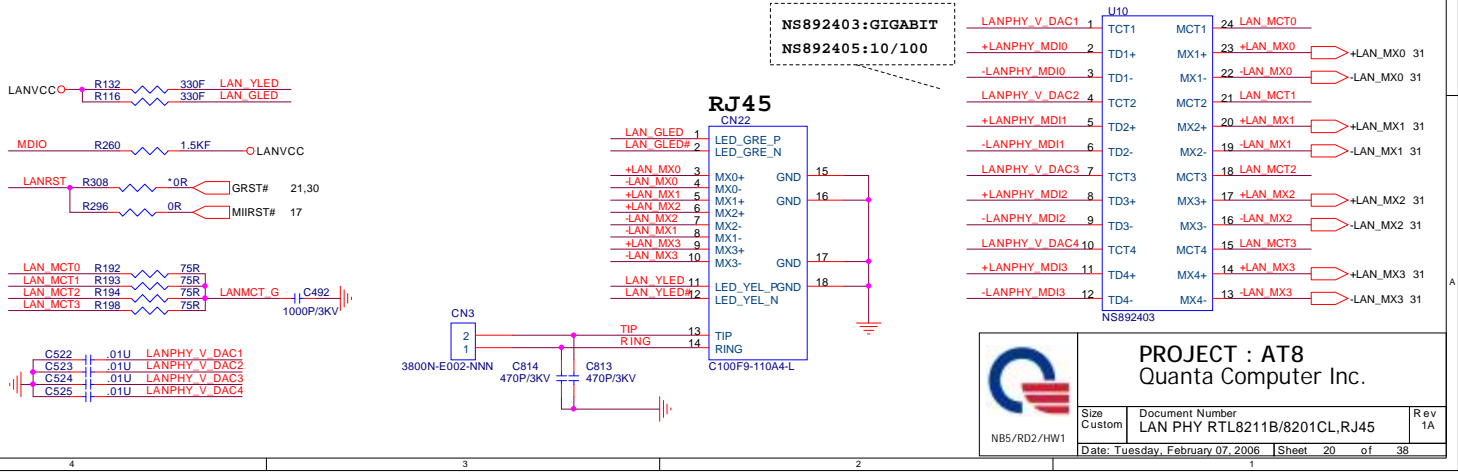 NS892403:GIGABIT
NS892405:10/100
LANVCC
R132 330F LAN_YLED
R116 330F LAN_GLED
MDIO R260 1.5KF LANVCC
LANRST R308 *0R GRST# 21,30
R296 0R MIIRST# 17
LAN_MCT0 R192 75R
LAN_MCT1 R193 75R
LAN_MCT2 R194 75R
LAN_MCT3 R198 75R
LANMCT_G C492
1000P/3KV
C522 .01U LANPHY_V_DAC1
C523 .01U LANPHY_V_DAC2
C524 .01U LANPHY_V_DAC3
C525 .01U LANPHY_V_DAC4
RJ45
CN22
LAN_GLED 1 LED_GRE_P
LAN_GLED# 2 LED_GRE_N
+LAN_MX0 3 MX0+ GND 15
-LAN_MX0 4 MX0-
+LAN_MX1 5 MX1+ GND 16
+LAN_MX2 6 MX2+
-LAN_MX2 7 MX2-
-LAN_MX1 8 MX1-
+LAN_MX3 9 MX3+
-LAN_MX3 10 MX3- GND 17
LAN_YLED 11 LED_YEL_P GND 18
LAN_YLED# 12 LED_YEL_N
TIP 13 TIP
RING 14 RING
C100F9-110A4-L
CN3
2
1
3800N-E002-NNN
C814
470P/3KV
C813
470P/3KV
U10
LANPHY_V_DAC1 1 TCT1 MCT1 24 LAN_MCT0
+LANPHY_MDI0 2 TD1+ MX1+ 23 +LAN_MX0 +LAN_MX0 31
-LANPHY_MDI0 3 TD1- MX1- 22 -LAN_MX0 -LAN_MX0 31
LANPHY_V_DAC2 4 TCT2 MCT2 21 LAN_MCT1
+LANPHY_MDI1 5 TD2+ MX2+ 20 +LAN_MX1 +LAN_MX1 31
-LANPHY_MDI1 6 TD2- MX2- 19 -LAN_MX1 -LAN_MX1 31
LANPHY_V_DAC3 7 TCT3 MCT3 18 LAN_MCT2
+LANPHY_MDI2 8 TD3+ MX3+ 17 +LAN_MX2 +LAN_MX2 31
-LANPHY_MDI2 9 TD3- MX3- 16 -LAN_MX2 -LAN_MX2 31
LANPHY_V_DAC4 10 TCT4 MCT4 15 LAN_MCT3
+LANPHY_MDI3 11 TD4+ MX4+ 14 +LAN_MX3 +LAN_MX3 31
-LANPHY_MDI3 12 TD4- MX4- 13 -LAN_MX3 -LAN_MX3 31
NS892403
A
PROJECT : AT8
Quanta Computer Inc.
NB5/RD2/HW1
Size
Custom
Document Number
LAN PHY RTL8211B/8201CL,RJ45
Rev
1A
Date: Tuesday, February 07, 2006 Sheet 20 of 38
4 3 2 1